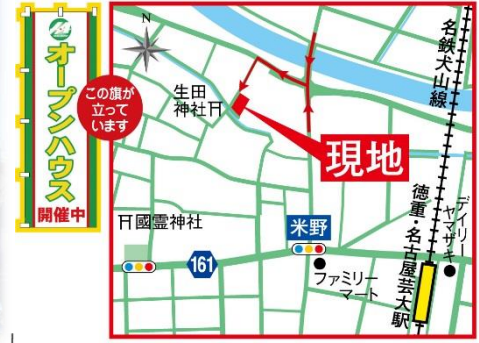 オープンハウス
開催中
この旗が
立って
います
N
生田
神社
現地
名鉄犬山線
國霊神社
米野
161
ファミリー
マート
デイリー
ヤマザキ
徳重・名古屋芸大駅